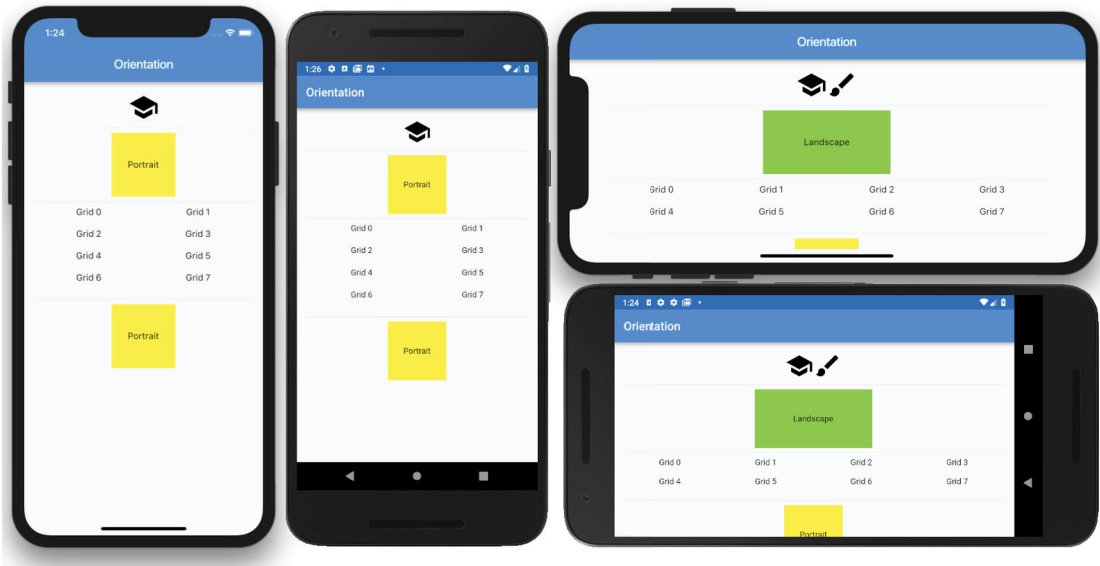 1:24
Orientation
Portrait
Grid 0 Grid 1
Grid 2 Grid 3
Grid 4 Grid 5
Grid 6 Grid 7
Portrait
1:26
Orientation
Portrait
Grid 0 Grid 1
Grid 2 Grid 3
Grid 4 Grid 5
Grid 6 Grid 7
Portrait
Orientation
Landscape
Grid 0 Grid 1 Grid 2 Grid 3
Grid 4 Grid 5 Grid 6 Grid 7
1:24
Orientation
Landscape
Grid 0 Grid 1 Grid 2 Grid 3
Grid 4 Grid 5 Grid 6 Grid 7
Portrait